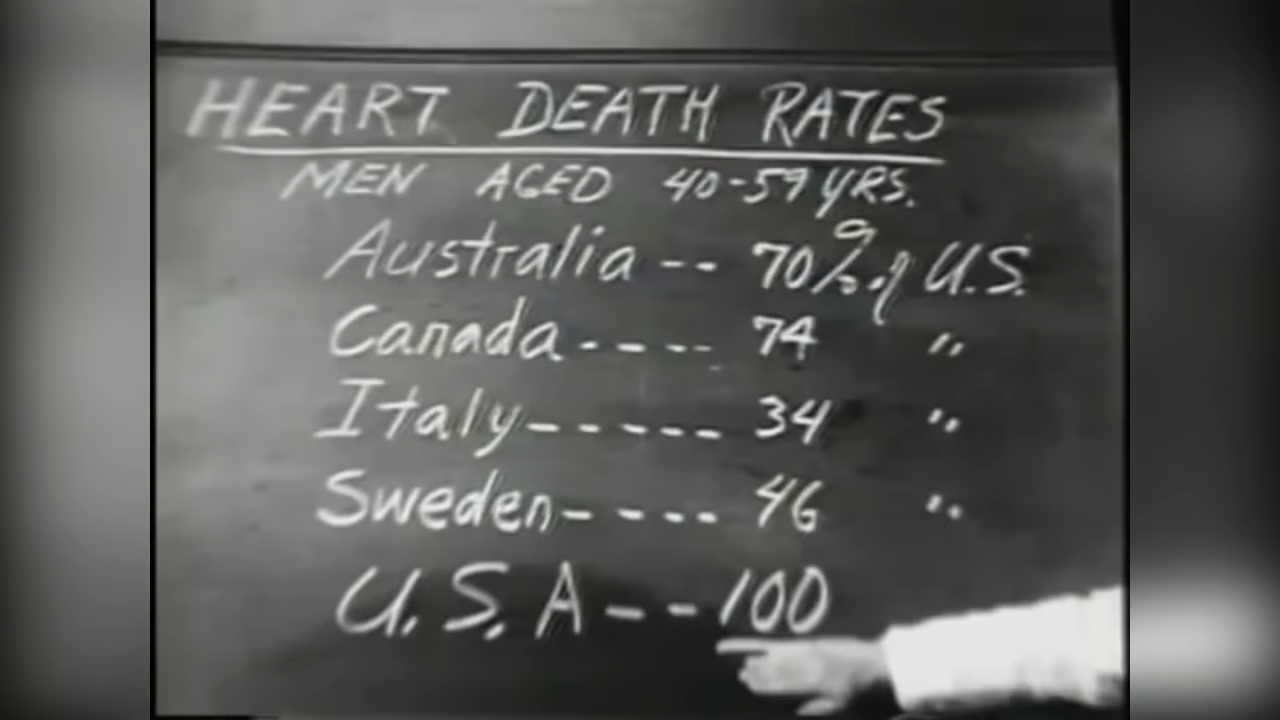 HEART DEATH RATES
MEN AGED 40-59 YRS.
Australia -- 70% of U.S.
Canada ---- 74 "
Italy ----- 34 "
Sweden ---- 46 "
U.S.A -- 100